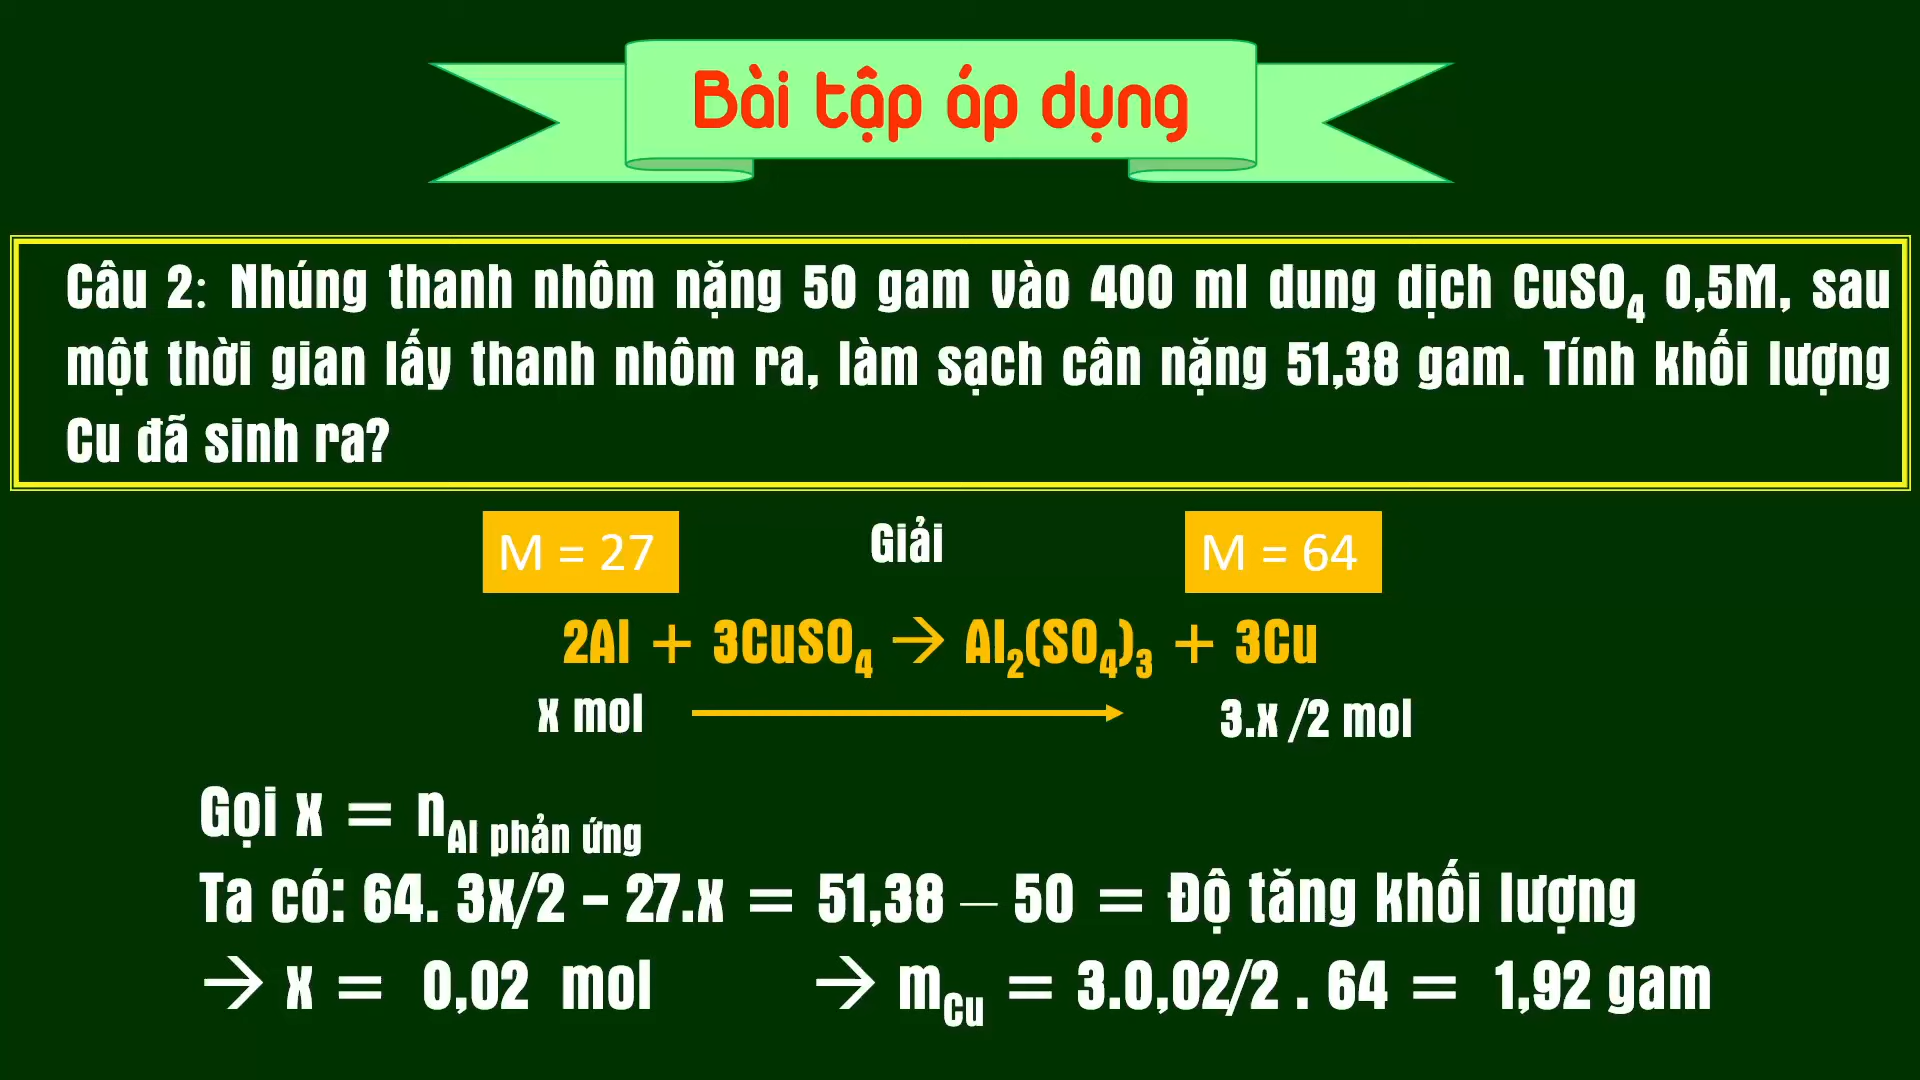 Bài tập áp dụng
Câu 2: Nhúng thanh nhôm nặng 50 gam vào 400 ml dung dịch CuSO₄ 0,5M, sau
một thời gian lấy thanh nhôm ra, làm sạch cân nặng 51,38 gam. Tính khối lượng
Cu đã sinh ra?
M = 27 Giải M = 64
2Al + 3CuSO₄ → Al₂(SO₄)₃ + 3Cu
x mol → 3.x /2 mol
Gọi x = n Al phản ứng
Ta có: 64. 3x/2 – 27.x = 51,38 – 50 = Độ tăng khối lượng
→ x = 0,02 mol → mCu = 3.0,02/2 . 64 = 1,92 gam